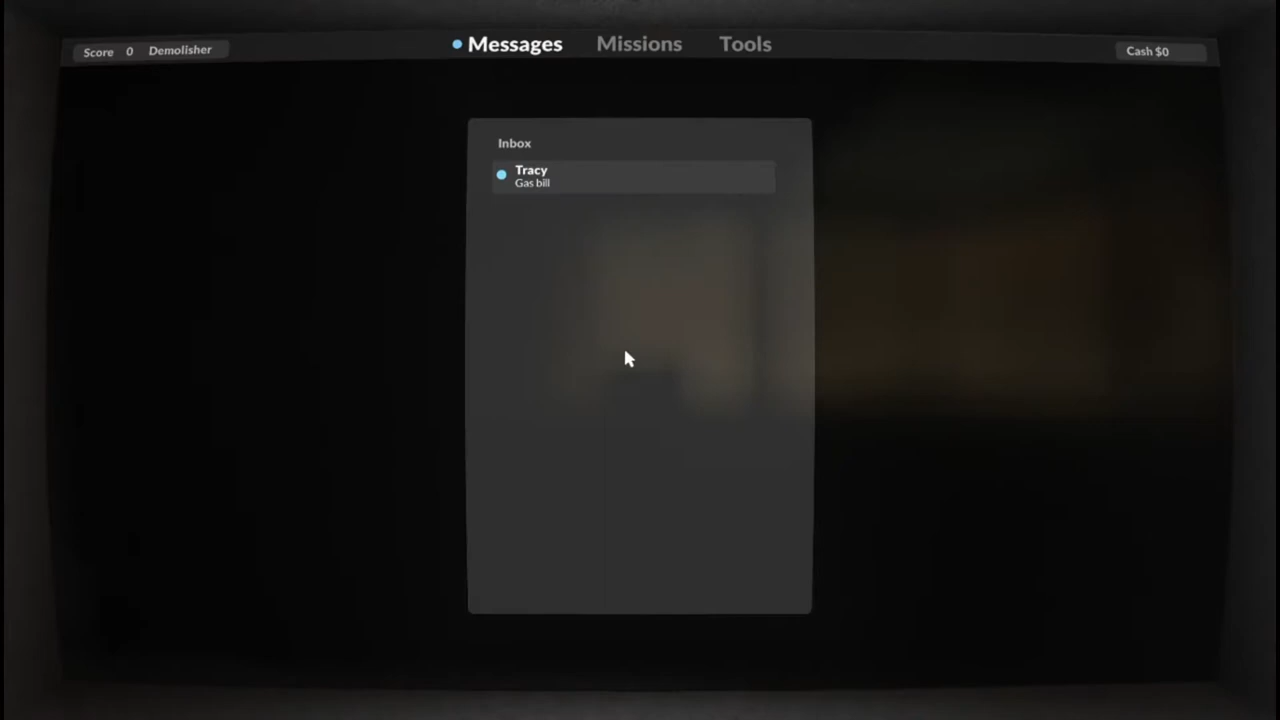 Score 0 Demolisher
Messages Missions Tools
Cash $0
Inbox
Tracy
Gas bill